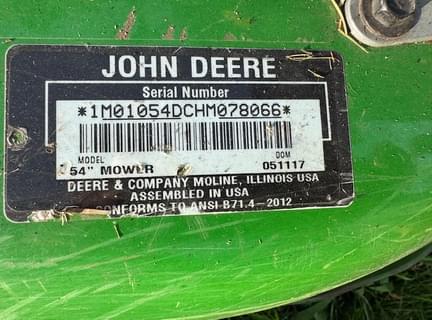 JOHN DEERE
Serial Number
*1M01054DCHM078066*
MODEL DOM
54" MOWER 051117
DEERE & COMPANY MOLINE, ILLINOIS USA
ASSEMBLED IN USA
CONFORMS TO ANSI B71.4-2012